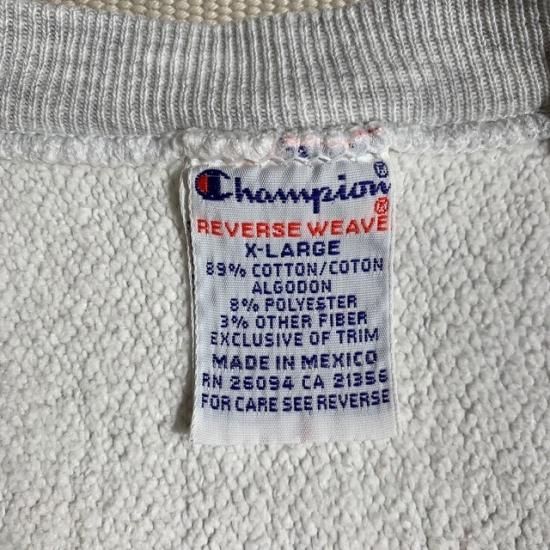 Champion®
REVERSE WEAVE®
X-LARGE
89% COTTON/COTON
ALGODON
8% POLYESTER
3% OTHER FIBER
EXCLUSIVE OF TRIM
MADE IN MEXICO
RN 26094 CA 21356
FOR CARE SEE REVERSE